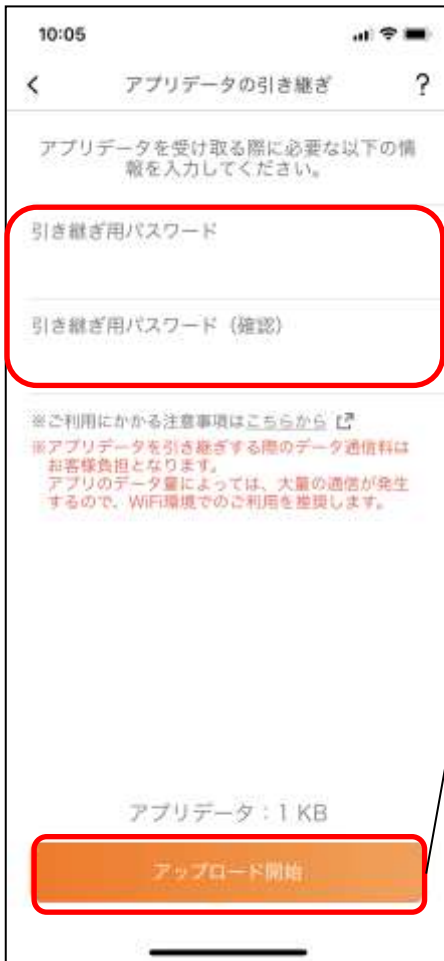 10:05
アプリデータの引き継ぎ ?
アプリデータを受け取る際に必要な以下の情
報を入力してください。
引き継ぎ用パスワード
引き継ぎ用パスワード（確認）
※ご利用にかかる注意事項はこちらから
※アプリデータを引き継ぎする際のデータ通信料は
お客様負担となります。
アプリのデータ量によっては、大量の通信が発生
するので、WiFi環境でのご利用を推奨します。
アプリデータ：1 KB
アップロード開始